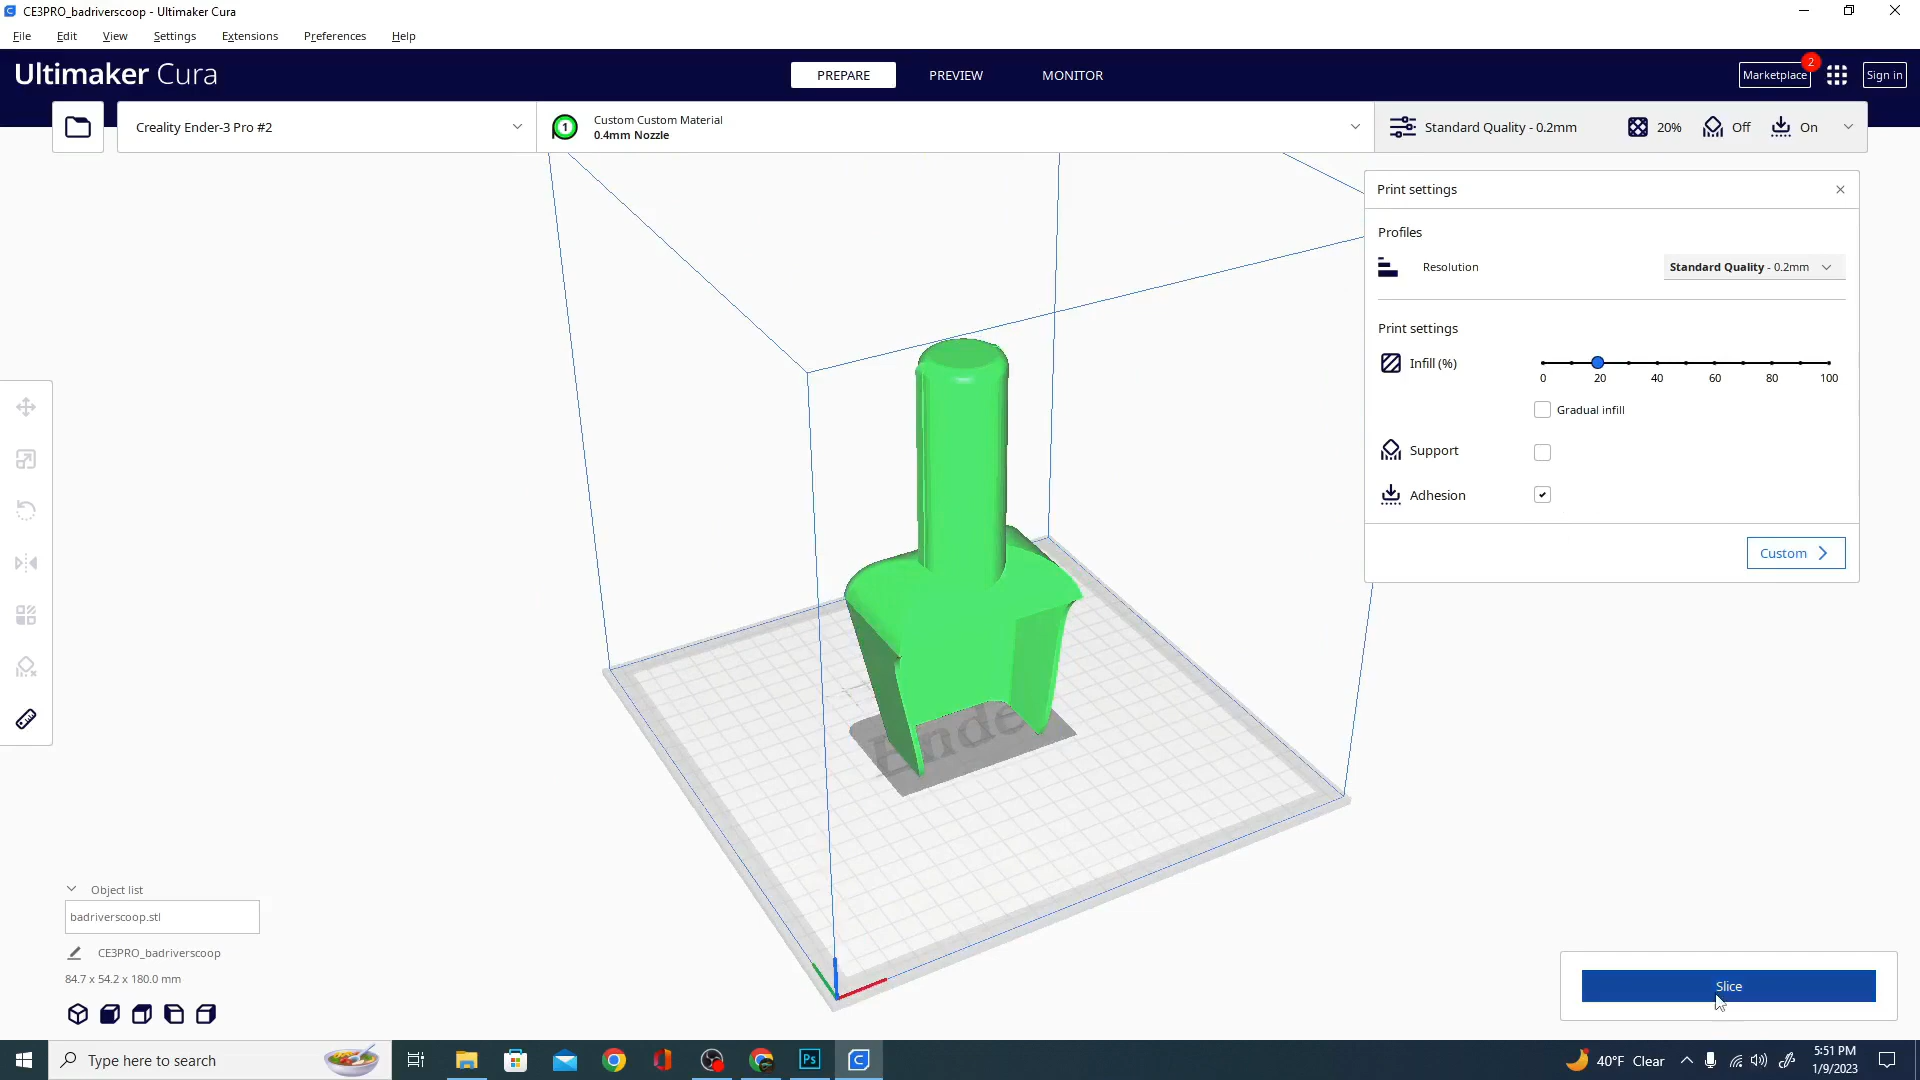 CE3PRO_badriverscoop - Ultimaker Cura
File Edit View Settings Extensions Preferences Help
Ultimaker Cura
PREPARE PREVIEW MONITOR
Marketplace 2 Sign in
Creality Ender-3 Pro #2
1 Custom Custom Material
0.4mm Nozzle
Standard Quality - 0.2mm 20% Off On
Print settings
Profiles
Resolution Standard Quality - 0.2mm
Print settings
Infill (%)
0 20 40 60 80 100
Gradual infill
Support
Adhesion
Custom
Ende
Object list
badriverscoop.stl
CE3PRO_badriverscoop
84.7 x 54.2 x 180.0 mm
Slice
Type here to search
Ps
C
40°F Clear
5:51 PM
1/9/2023